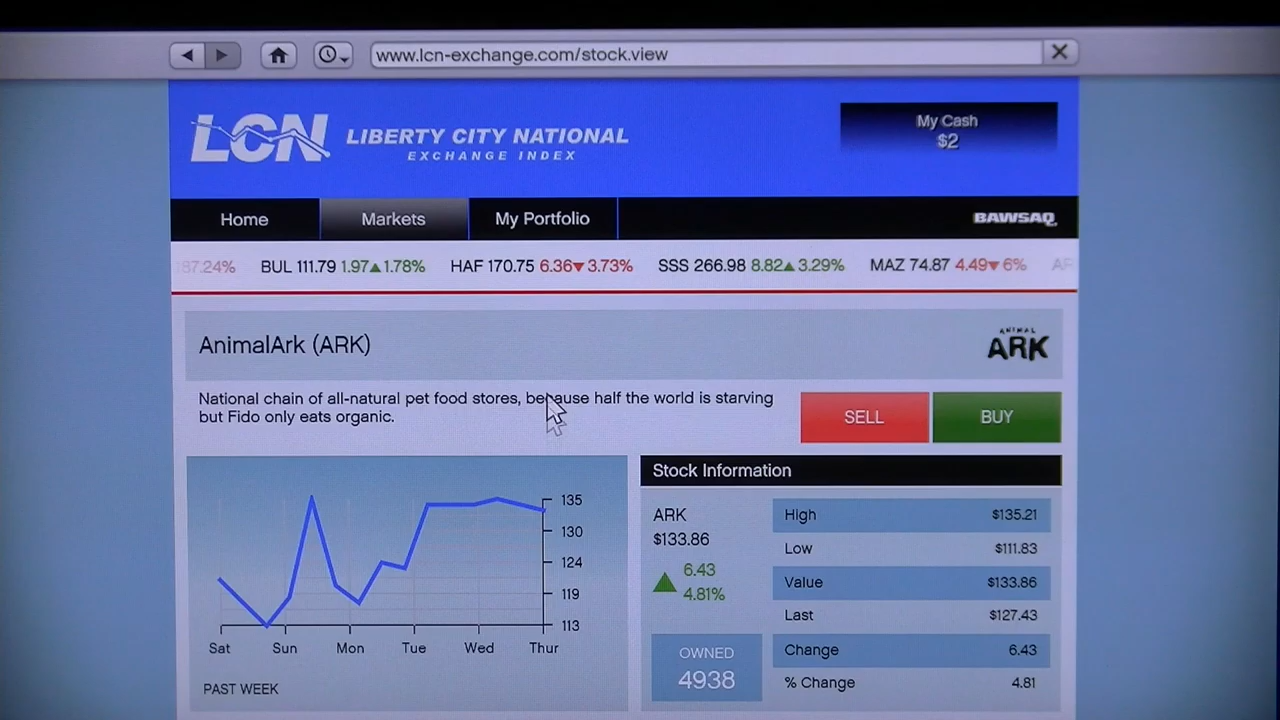 www.lcn-exchange.com/stock.view
LCN LIBERTY CITY NATIONAL
EXCHANGE INDEX
My Cash
$2
Home Markets My Portfolio BAWSAQ
87.24% BUL 111.79 1.97▲1.78% HAF 170.75 6.36▼3.73% SSS 266.98 8.82▲3.29% MAZ 74.87 4.49▼6% AR
AnimalArk (ARK)
ANIMAL
ARK
National chain of all-natural pet food stores, because half the world is starving
but Fido only eats organic.
SELL BUY
135
130
124
119
113
Sat Sun Mon Tue Wed Thur
PAST WEEK
Stock Information
ARK
$133.86
6.43
4.81%
OWNED
4938
High $135.21
Low $111.83
Value $133.86
Last $127.43
Change 6.43
% Change 4.81